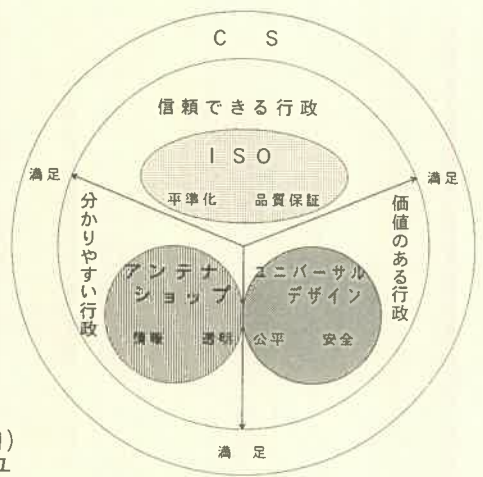 CS
信頼できる行政
ISO
平準化 品質保証
満足
満足
分かりやすい行政
価値のある行政
アンテナ
ショップ
情報 透明
ユニバーサル
デザイン
公平 安全
満足
)
ユ